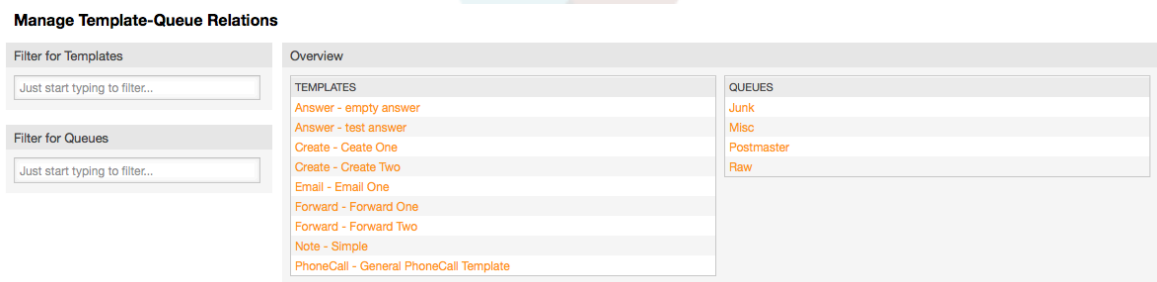 Manage Template-Queue Relations
Filter for Templates
Just start typing to filter...
Filter for Queues
Just start typing to filter...
Overview
TEMPLATES
Answer - empty answer
Answer - test answer
Create - Ceate One
Create - Create Two
Email - Email One
Forward - Forward One
Forward - Forward Two
Note - Simple
PhoneCall - General PhoneCall Template
QUEUES
Junk
Misc
Postmaster
Raw